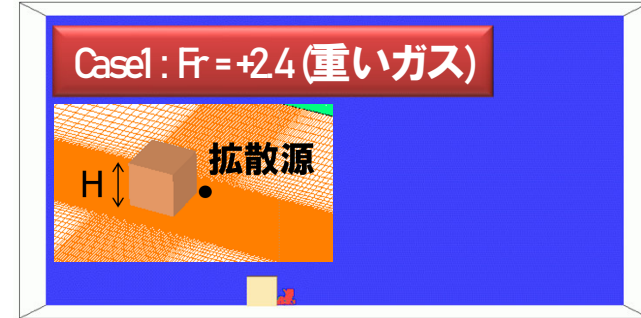 Case1 : Fr = +2.4 (重いガス)
拡散源
H